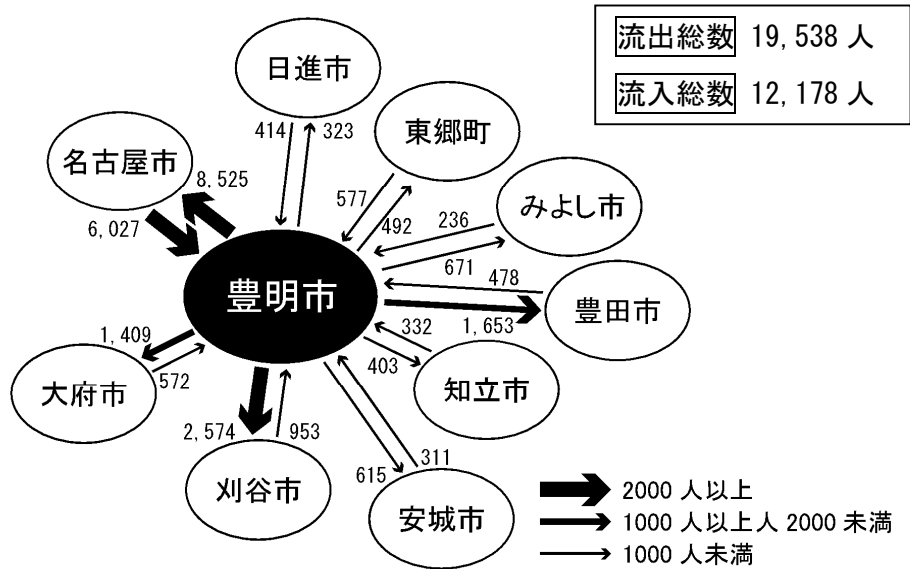 流出総数 19,538 人
流入総数 12,178 人
日進市
414 323
東郷町
577
492
名古屋市
8,525
6,027
みよし市
236
671
豊明市
478
豊田市
1,653
332
403
知立市
1,409
572
大府市
2,574 953
刈谷市
615 311
安城市
2000 人以上
1000 人以上人 2000 未満
1000 人未満